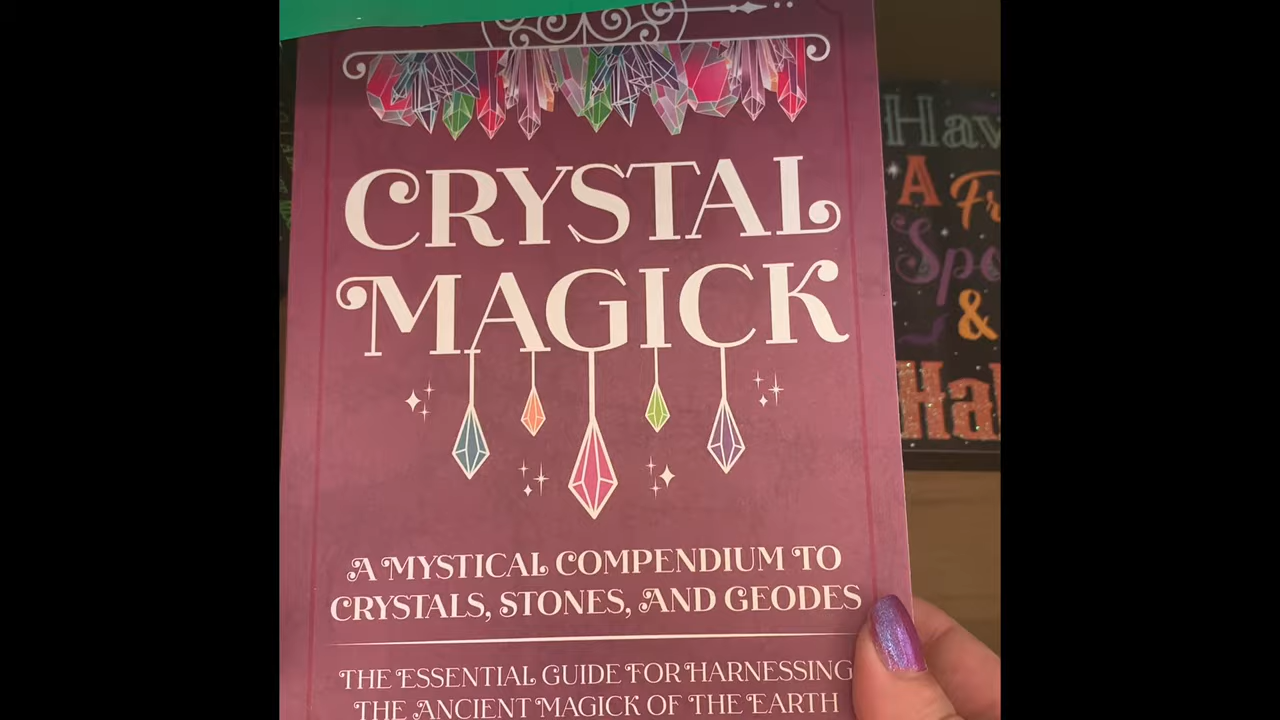 CRYSTAL
MAGICK
A MYSTICAL COMPENDIUM TO
CRYSTALS, STONES, AND GEODES
THE ESSENTIAL GUIDE FOR HARNESSING
THE ANCIENT MAGICK OF THE EARTH
A
&